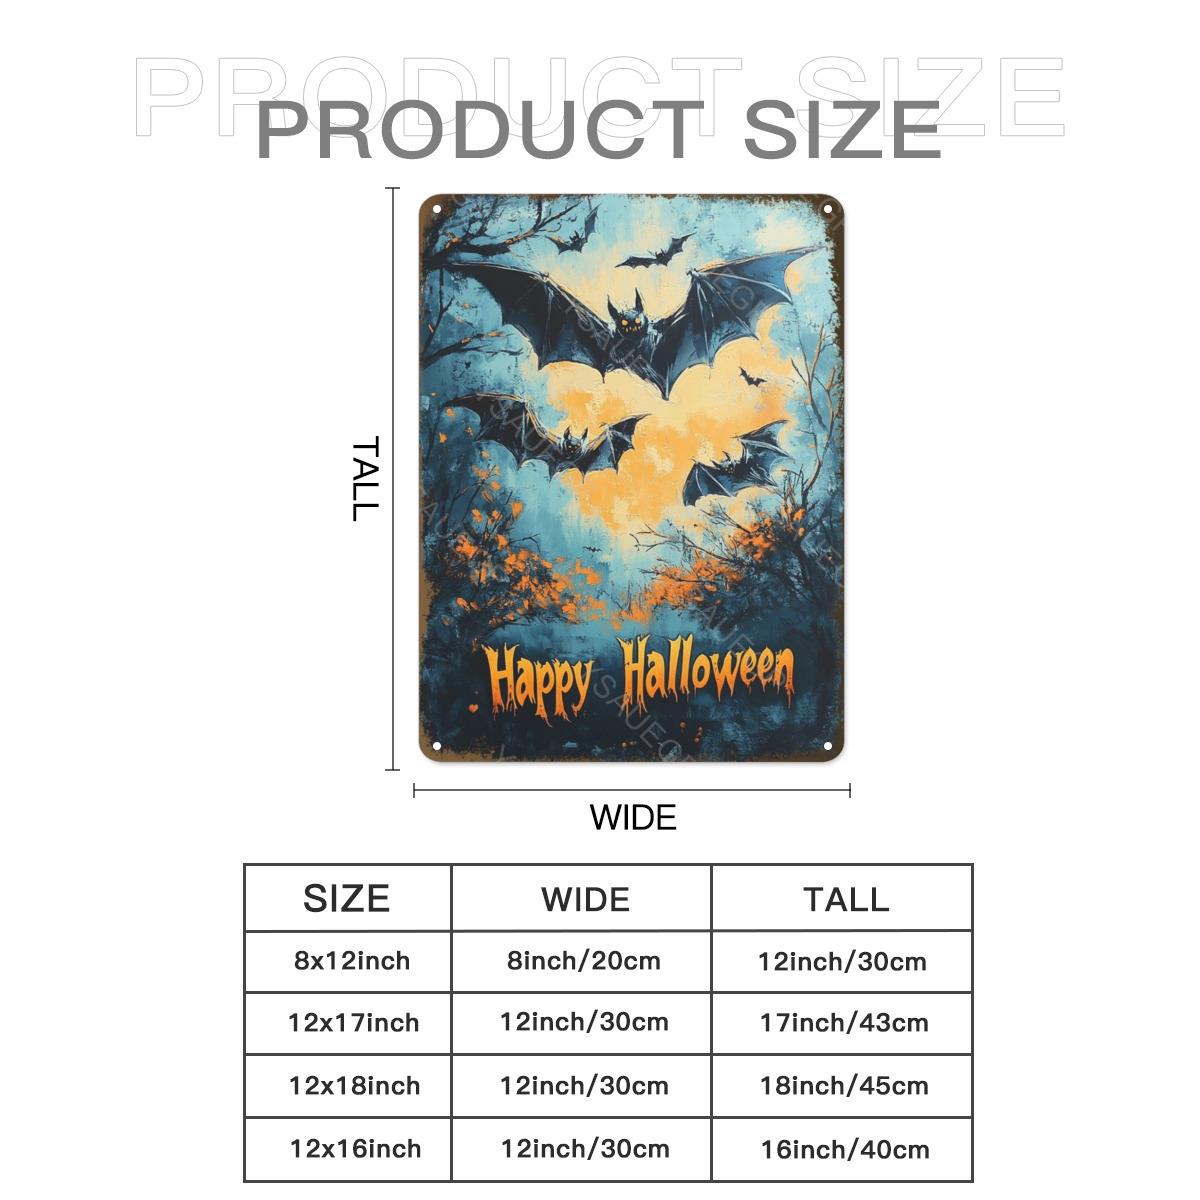 PRODUCT SIZE
PRODUCT SIZE
TALL
Happy Halloween
WIDE
SIZE WIDE TALL
8x12inch 8inch/20cm 12inch/30cm
12x17inch 12inch/30cm 17inch/43cm
12x18inch 12inch/30cm 18inch/45cm
12x16inch 12inch/30cm 16inch/40cm